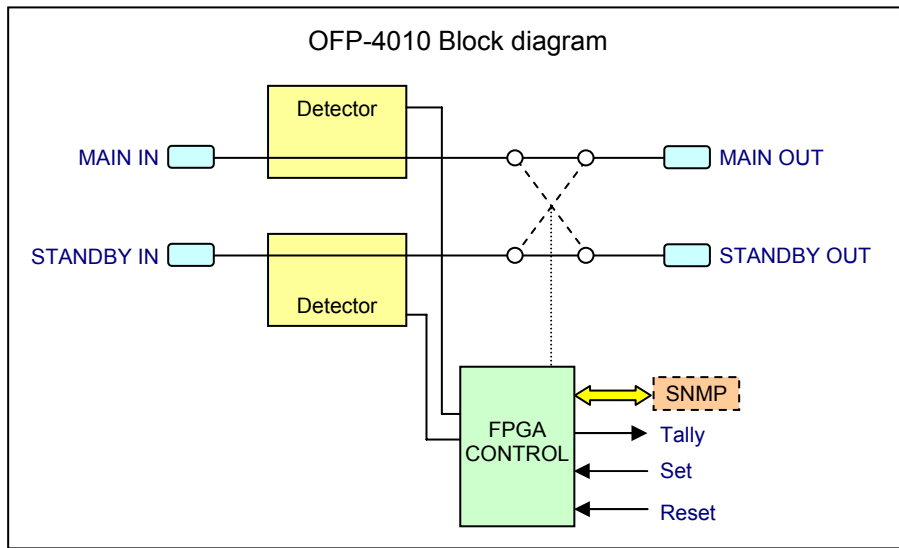 OFP-4010 Block diagram
Detector
MAIN IN
MAIN OUT
STANDBY IN
STANDBY OUT
Detector
SNMP
FPGA
CONTROL
Tally
Set
Reset